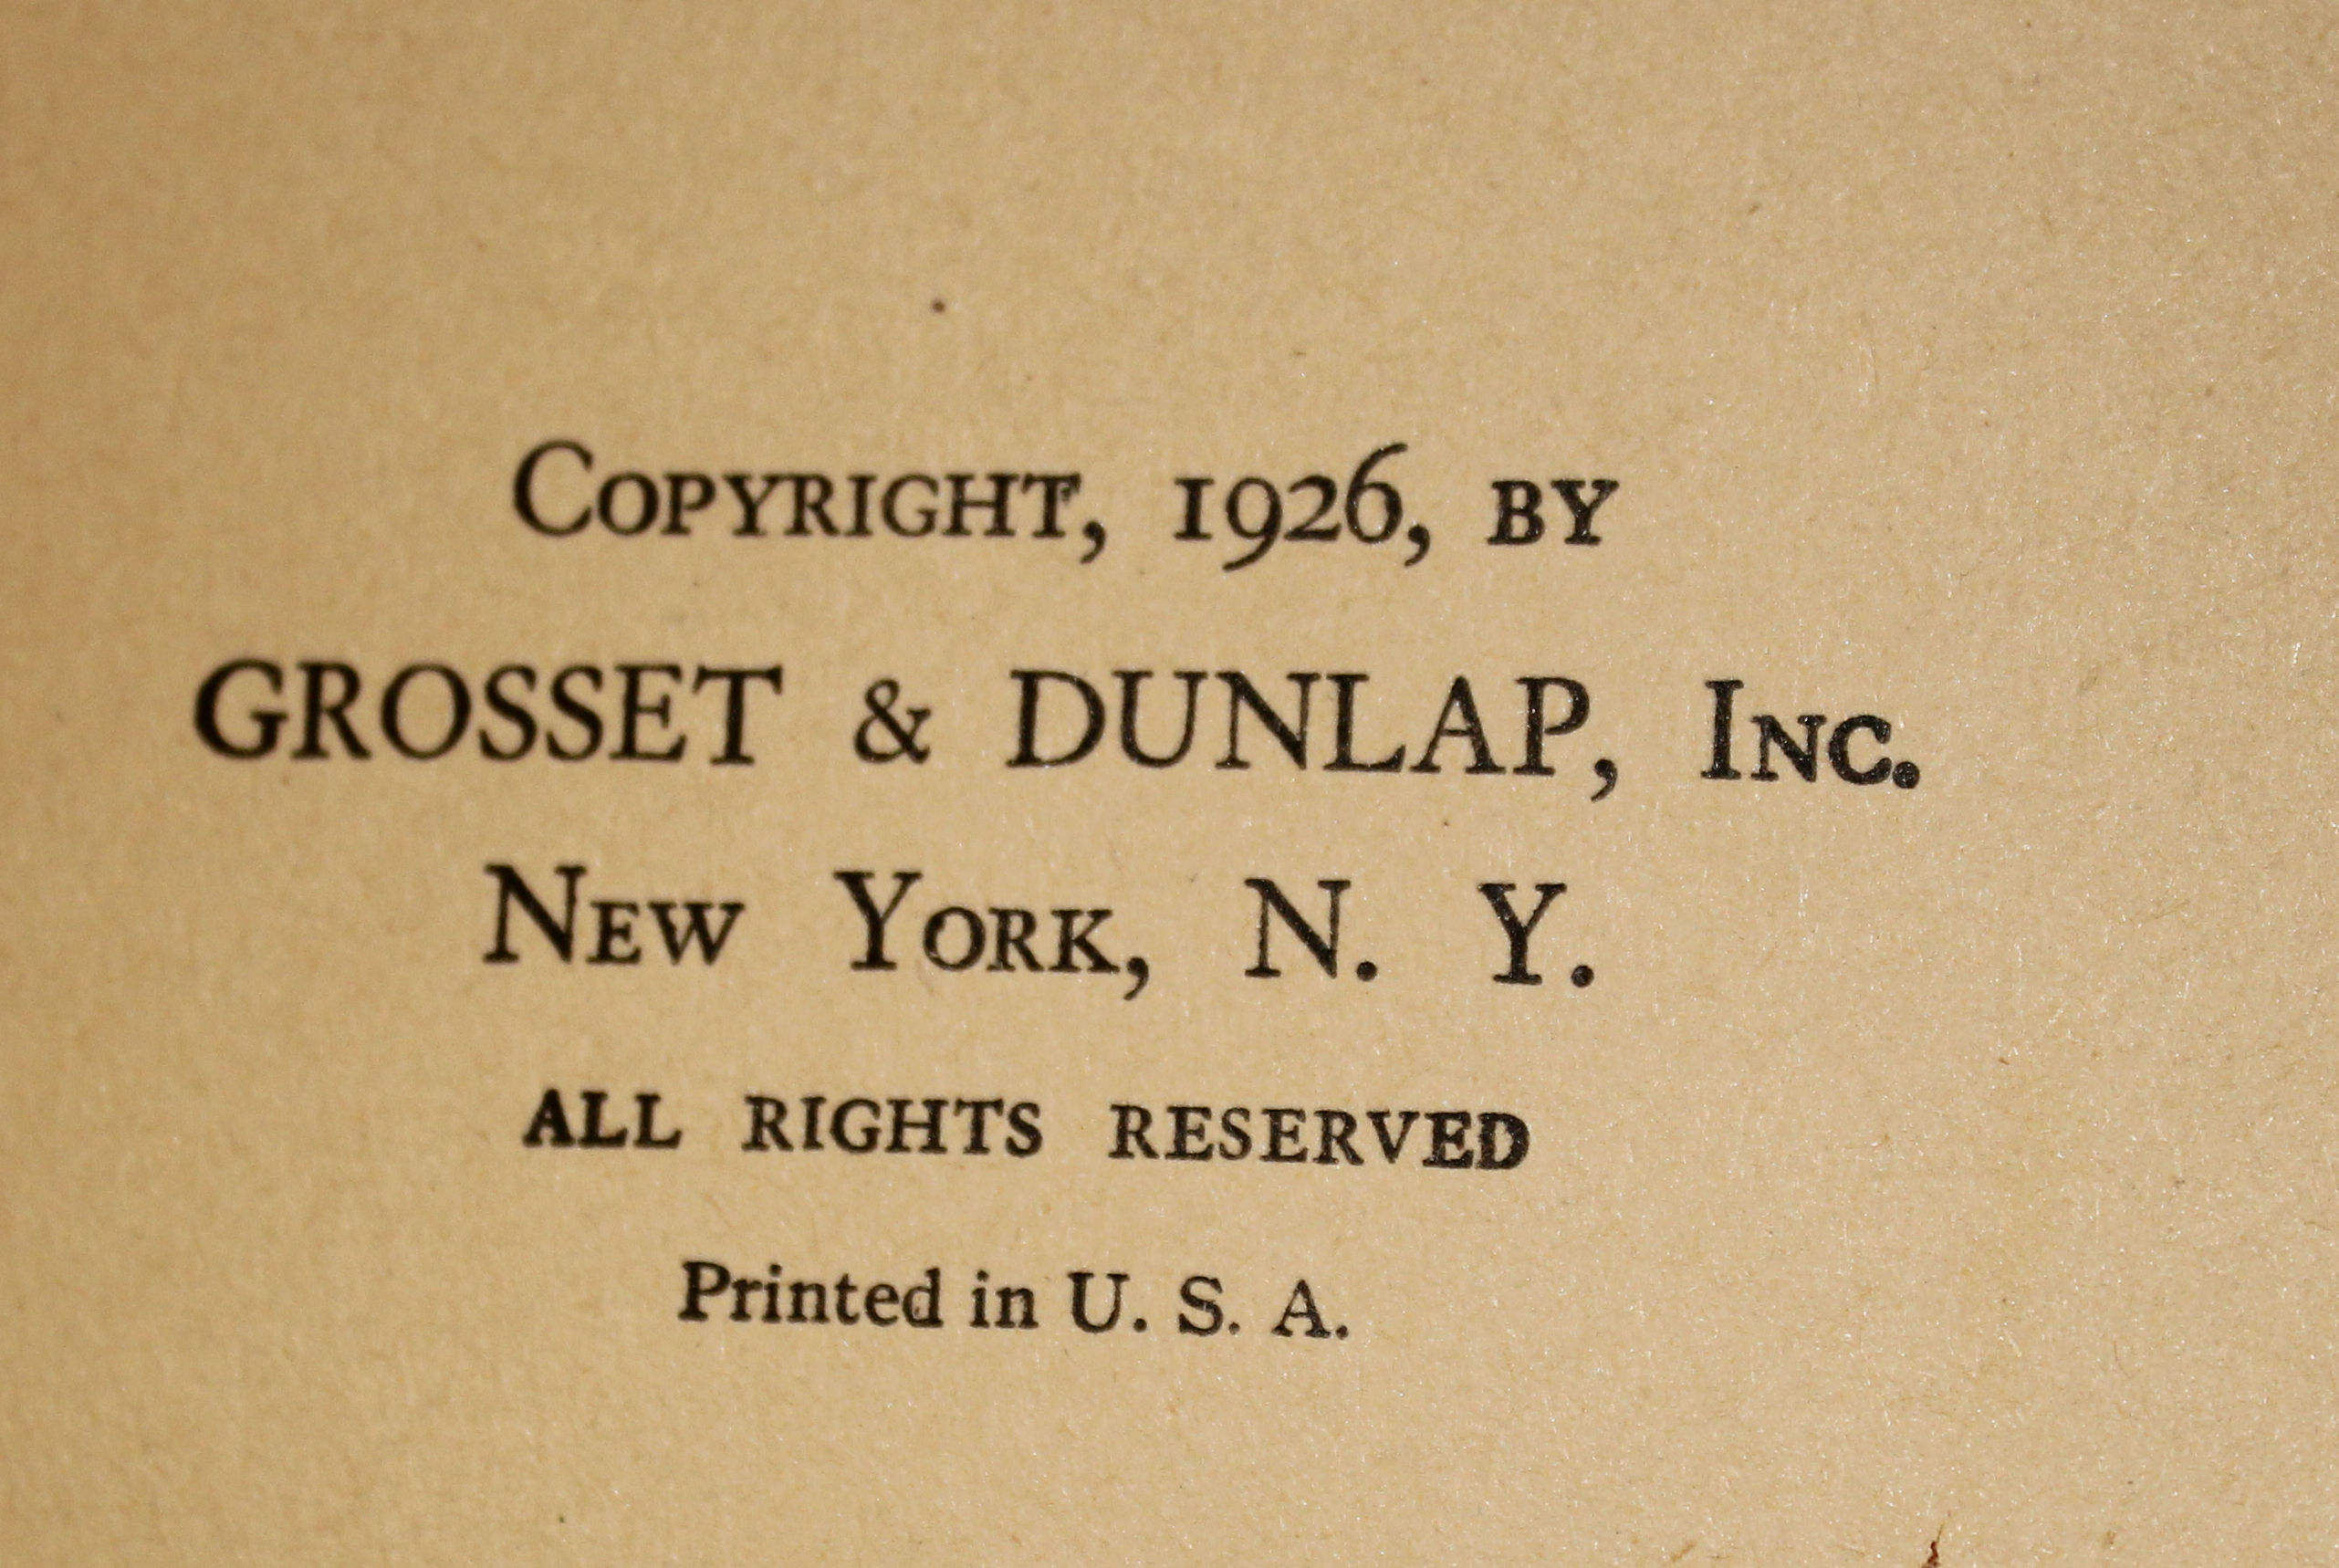 Copyright, 1926, by
GROSSET & DUNLAP, Inc.
New York, N. Y.
ALL RIGHTS RESERVED
Printed in U. S. A.